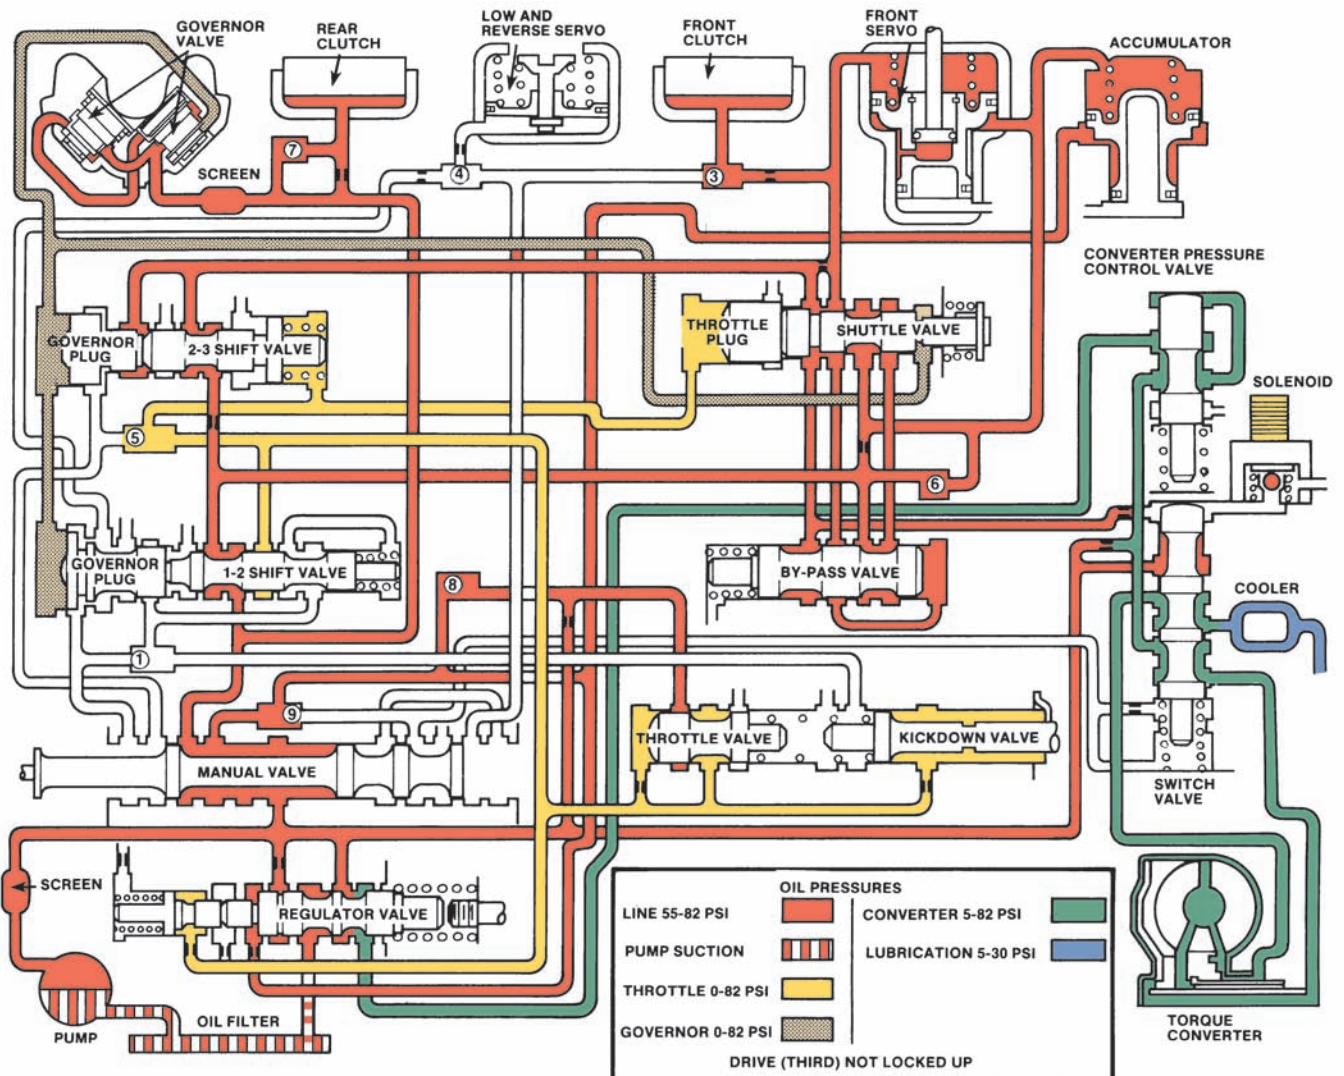 GOVERNOR
VALVE
REAR
CLUTCH
LOW AND
REVERSE SERVO
FRONT
CLUTCH
FRONT
SERVO
ACCUMULATOR
7
SCREEN
4
3
CONVERTER PRESSURE
CONTROL VALVE
GOVERNOR
PLUG
2-3 SHIFT VALVE
THROTTLE
PLUG
SHUTTLE VALVE
SOLENOID
5
6
GOVERNOR
PLUG
1-2 SHIFT VALVE
8
BY-PASS VALVE
COOLER
1
9
THROTTLE VALVE
KICKDOWN VALVE
MANUAL VALVE
SWITCH
VALVE
SCREEN
REGULATOR VALVE
PUMP
OIL FILTER
OIL PRESSURES
LINE 55-82 PSI
CONVERTER 5-82 PSI
PUMP SUCTION
LUBRICATION 5-30 PSI
THROTTLE 0-82 PSI
GOVERNOR 0-82 PSI
DRIVE (THIRD) NOT LOCKED UP
TORQUE
CONVERTER